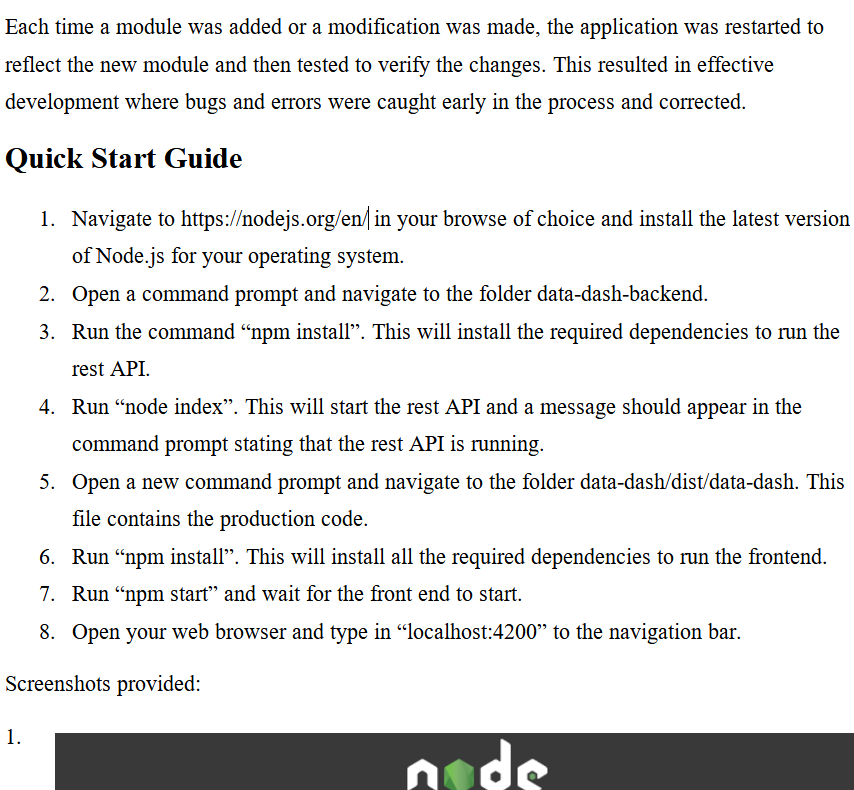 Each time a module was added or a modification was made, the application was restarted to
reflect the new module and then tested to verify the changes. This resulted in effective
development where bugs and errors were caught early in the process and corrected.
Quick Start Guide
1. Navigate to https://nodejs.org/en/ in your browse of choice and install the latest version
of Node.js for your operating system.
2. Open a command prompt and navigate to the folder data-dash-backend.
3. Run the command “npm install”. This will install the required dependencies to run the
rest API.
4. Run “node index”. This will start the rest API and a message should appear in the
command prompt stating that the rest API is running.
5. Open a new command prompt and navigate to the folder data-dash/dist/data-dash. This
file contains the production code.
6. Run “npm install”. This will install all the required dependencies to run the frontend.
7. Run “npm start” and wait for the front end to start.
8. Open your web browser and type in “localhost:4200” to the navigation bar.
Screenshots provided:
1.
node